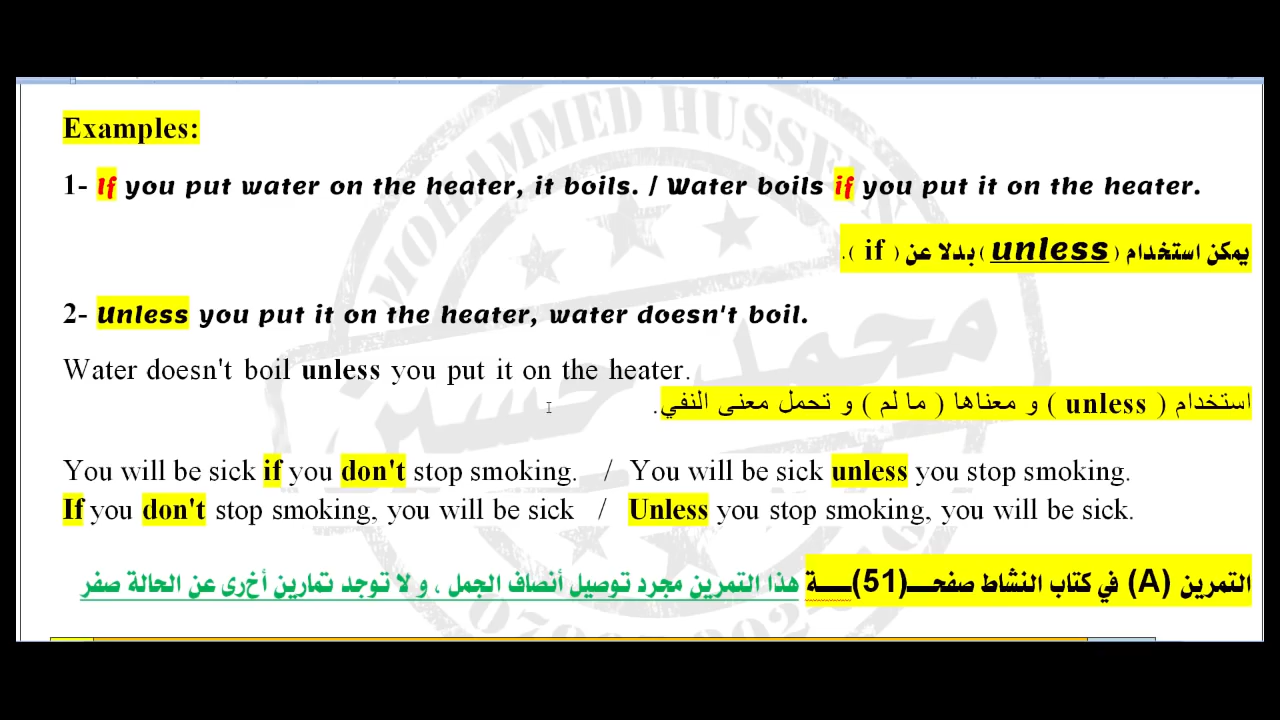 Examples:
1- If you put water on the heater, it boils. / Water boils if you put it on the heater.
يمكن استخدام ( unless ) بدلا عن ( if ).
2- Unless you put it on the heater, water doesn't boil.
Water doesn't boil unless you put it on the heater.
استخدام ( unless ) و معناها ( ما لم ) و تحمل معنى النفي.
You will be sick if you don't stop smoking. / You will be sick unless you stop smoking.
If you don't stop smoking, you will be sick / Unless you stop smoking, you will be sick.
التمرين (A) في كتاب النشاط صفحـــة (51) هذا التمرين مجرد توصيل أنصاف الجمل ، و لا توجد تمارين أخرى عن الحالة صفر
MOHAMMED HUSSEIN
محمد حسين